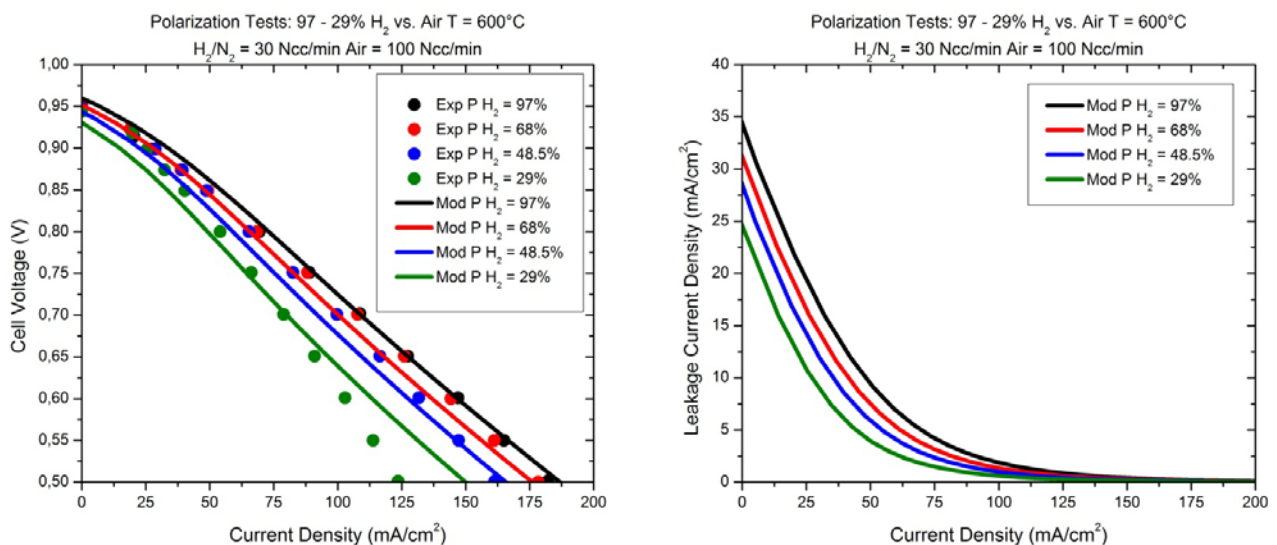 Polarization Tests: 97 - 29% H₂ vs. Air T = 600°C
H₂/N₂ = 30 Ncc/min Air = 100 Ncc/min
1,00
0,95
0,90
0,85
0,80
0,75
0,70
0,65
0,60
0,55
0,50
Cell Voltage (V)
Exp P H₂ = 97%
Exp P H₂ = 68%
Exp P H₂ = 48.5%
Exp P H₂ = 29%
Mod P H₂ = 97%
Mod P H₂ = 68%
Mod P H₂ = 48.5%
Mod P H₂ = 29%
0 25 50 75 100 125 150 175 200
Current Density (mA/cm²)
Polarization Tests: 97 - 29% H₂ vs. Air T = 600°C
H₂/N₂ = 30 Ncc/min Air = 100 Ncc/min
40
35
30
25
20
15
10
5
0
Leakage Current Density (mA/cm²)
Mod P H₂ = 97%
Mod P H₂ = 68%
Mod P H₂ = 48.5%
Mod P H₂ = 29%
0 25 50 75 100 125 150 175 200
Current Density (mA/cm²)